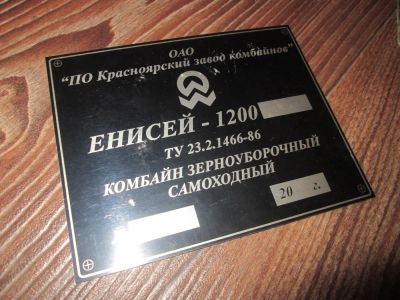 ОАО
“ПО Красноярский завод комбайнов”
ЕНИСЕЙ - 1200
ТУ 23.2.1466-86
КОМБАЙН ЗЕРНОУБОРОЧНЫЙ
САМОХОДНЫЙ
20 г.